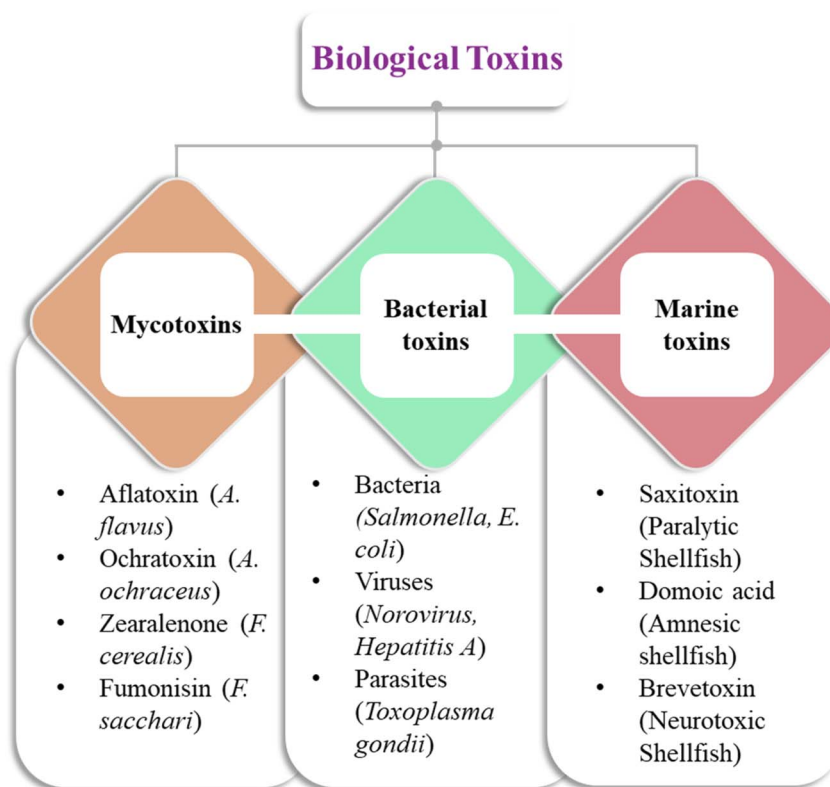 Biological Toxins
Mycotoxins
Bacterial
toxins
Marine
toxins
• Aflatoxin (A.
flavus)
• Ochratoxin (A.
ochraceus)
• Zearalenone (F.
cerealis)
• Fumonisin (F.
sacchari)
• Bacteria
(Salmonella, E.
coli)
• Viruses
(Norovirus,
Hepatitis A)
• Parasites
(Toxoplasma
gondii)
• Saxitoxin
(Paralytic
Shellfish)
• Domoic acid
(Amnesic
shellfish)
• Brevetoxin
(Neurotoxic
Shellfish)